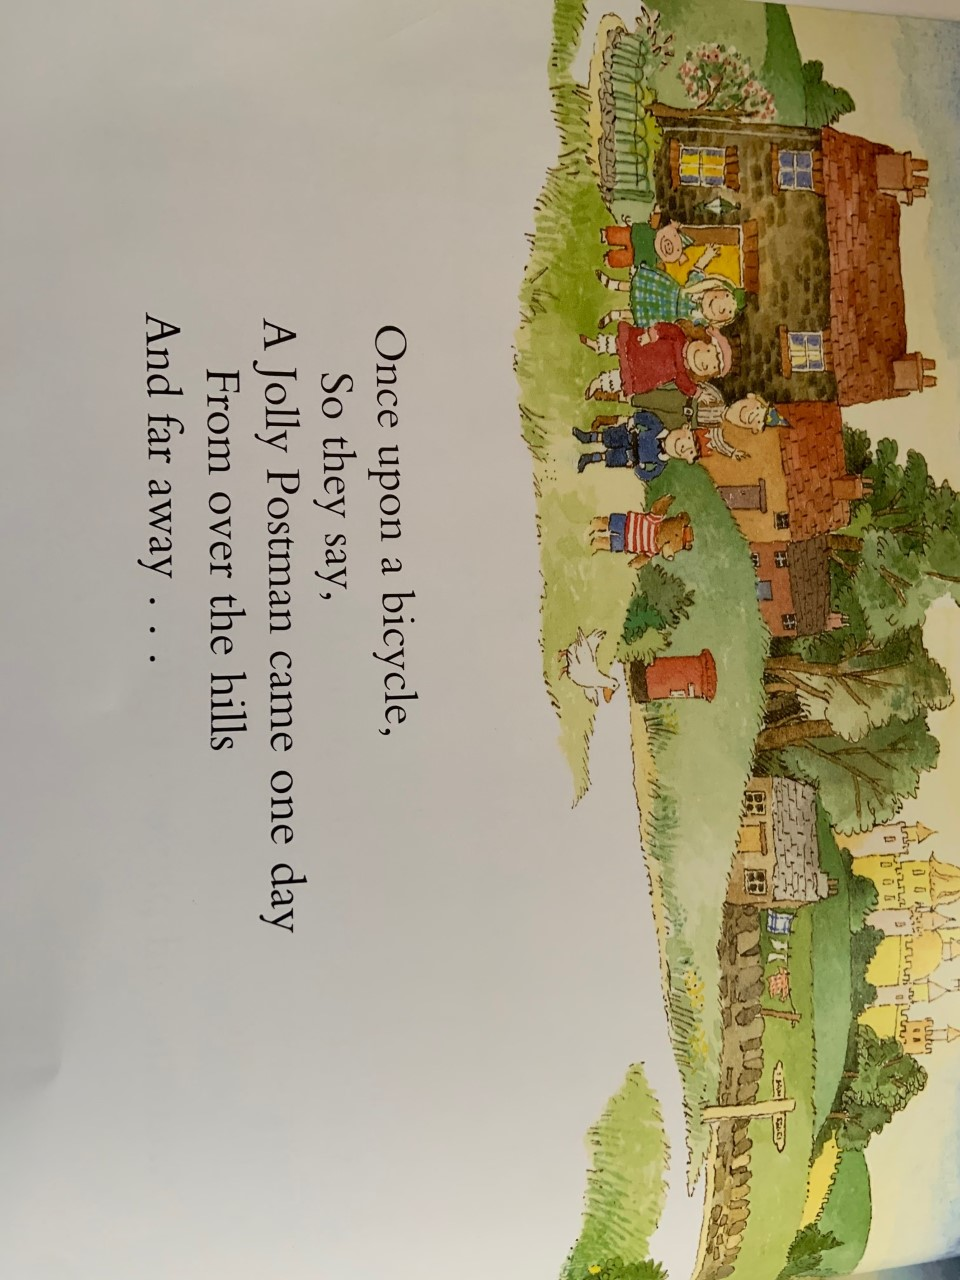 Once upon a bicycle,
So they say,
A Jolly Postman came one day
From over the hills
And far away . . .